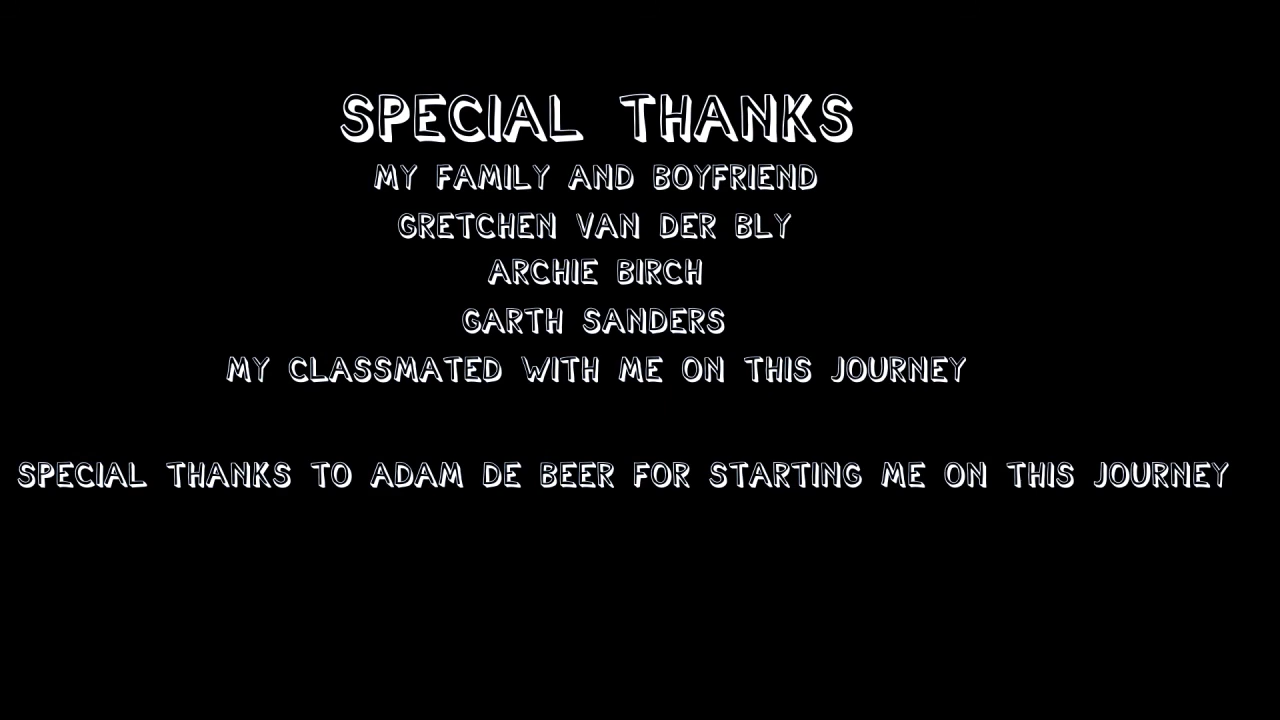 SPECIAL THANKS
MY FAMILY AND BOYFRIEND
GRETCHEN VAN DER BLY
ARCHIE BIRCH
GARTH SANDERS
MY CLASSMATED WITH ME ON THIS JOURNEY
SPECIAL THANKS TO ADAM DE BEER FOR STARTING ME ON THIS JOURNEY